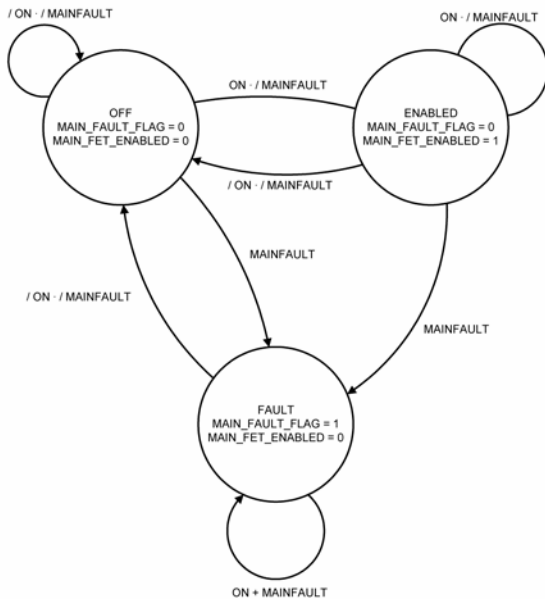 / ON · / MAINFAULT
ON · / MAINFAULT
ON · / MAINFAULT
OFF
MAIN_FAULT_FLAG = 0
MAIN_FET_ENABLED = 0
ENABLED
MAIN_FAULT_FLAG = 0
MAIN_FET_ENABLED = 1
/ ON · / MAINFAULT
MAINFAULT
/ ON · / MAINFAULT
MAINFAULT
FAULT
MAIN_FAULT_FLAG = 1
MAIN_FET_ENABLED = 0
ON + MAINFAULT